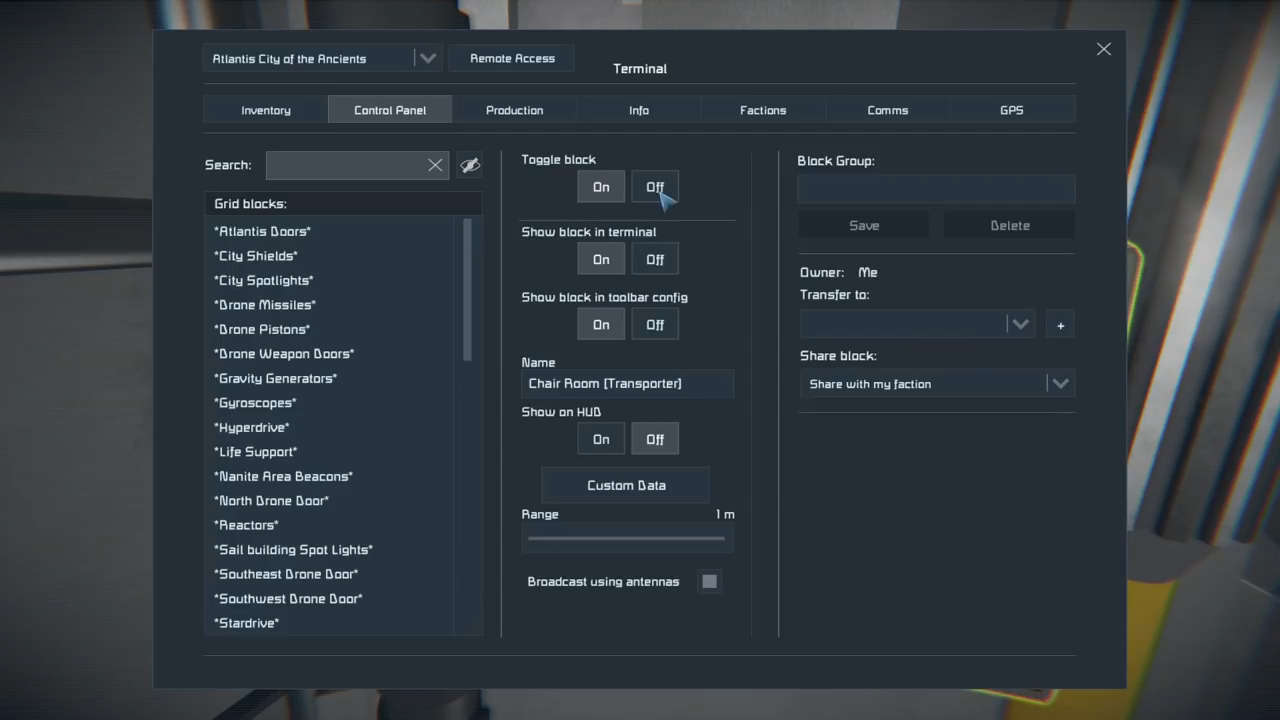 Atlantis City of the Ancients
Remote Access
Terminal
Inventory
Control Panel
Production
Info
Factions
Comms
GPS
Search:
Grid blocks:
*Atlantis Doors*
*City Shields*
*City Spotlights*
*Drone Missiles*
*Drone Pistons*
*Drone Weapon Doors*
*Gravity Generators*
*Gyroscopes*
*Hyperdrive*
*Life Support*
*Nanite Area Beacons*
*North Drone Door*
*Reactors*
*Sail building Spot Lights*
*Southeast Drone Door*
*Southwest Drone Door*
*Stardrive*
Toggle block
On Off
Show block in terminal
On Off
Show block in toolbar config
On Off
Name
Chair Room [Transporter]
Show on HUD
On Off
Custom Data
Range 1 m
Broadcast using antennas
Block Group:
Save Delete
Owner: Me
Transfer to:
+
Share block:
Share with my faction